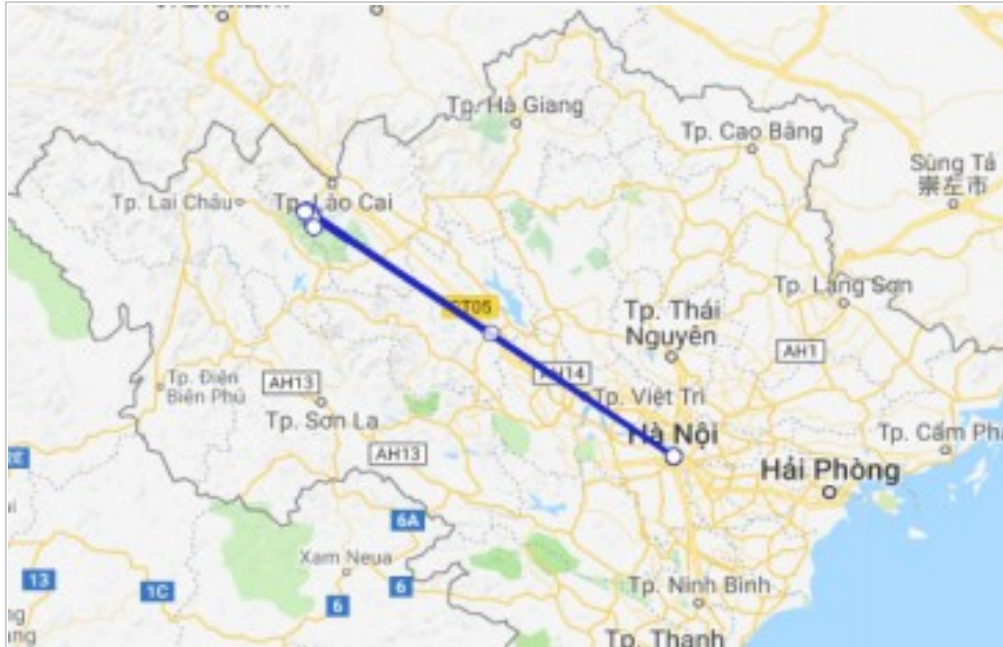 Tp. Hà Giang
Tp. Cao Bằng
Sùng Tả
崇左市
Tp. Lai Châu
Tp. Lào Cai
Tp. Lạng Sơn
CT05
Tp. Thái
Nguyên
AH1
AH14
Tp. Điện
Biên Phủ
AH13
Tp. Việt Trì
Tp. Sơn La
Hà Nội
Tp. Cẩm Phả
AH13
Hải Phòng
6A
Xam Neua
13
1C
6
6
Tp. Ninh Bình
Tp. Thanh